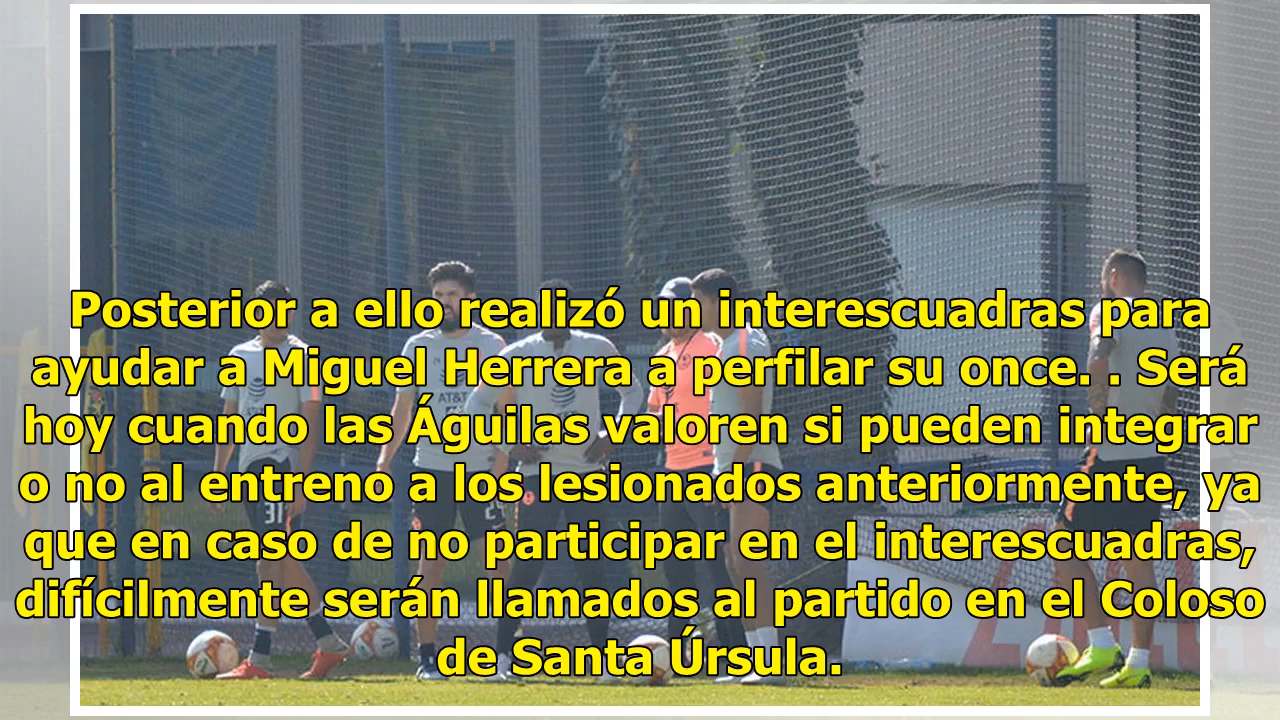 Posterior a ello realizó un interescuadras para
ayudar a Miguel Herrera a perfilar su once. . Será
hoy cuando las Águilas valoren si pueden integrar
o no al entreno a los lesionados anteriormente, ya
que en caso de no participar en el interescuadras,
difícilmente serán llamados al partido en el Coloso
de Santa Úrsula.
AT&T
31